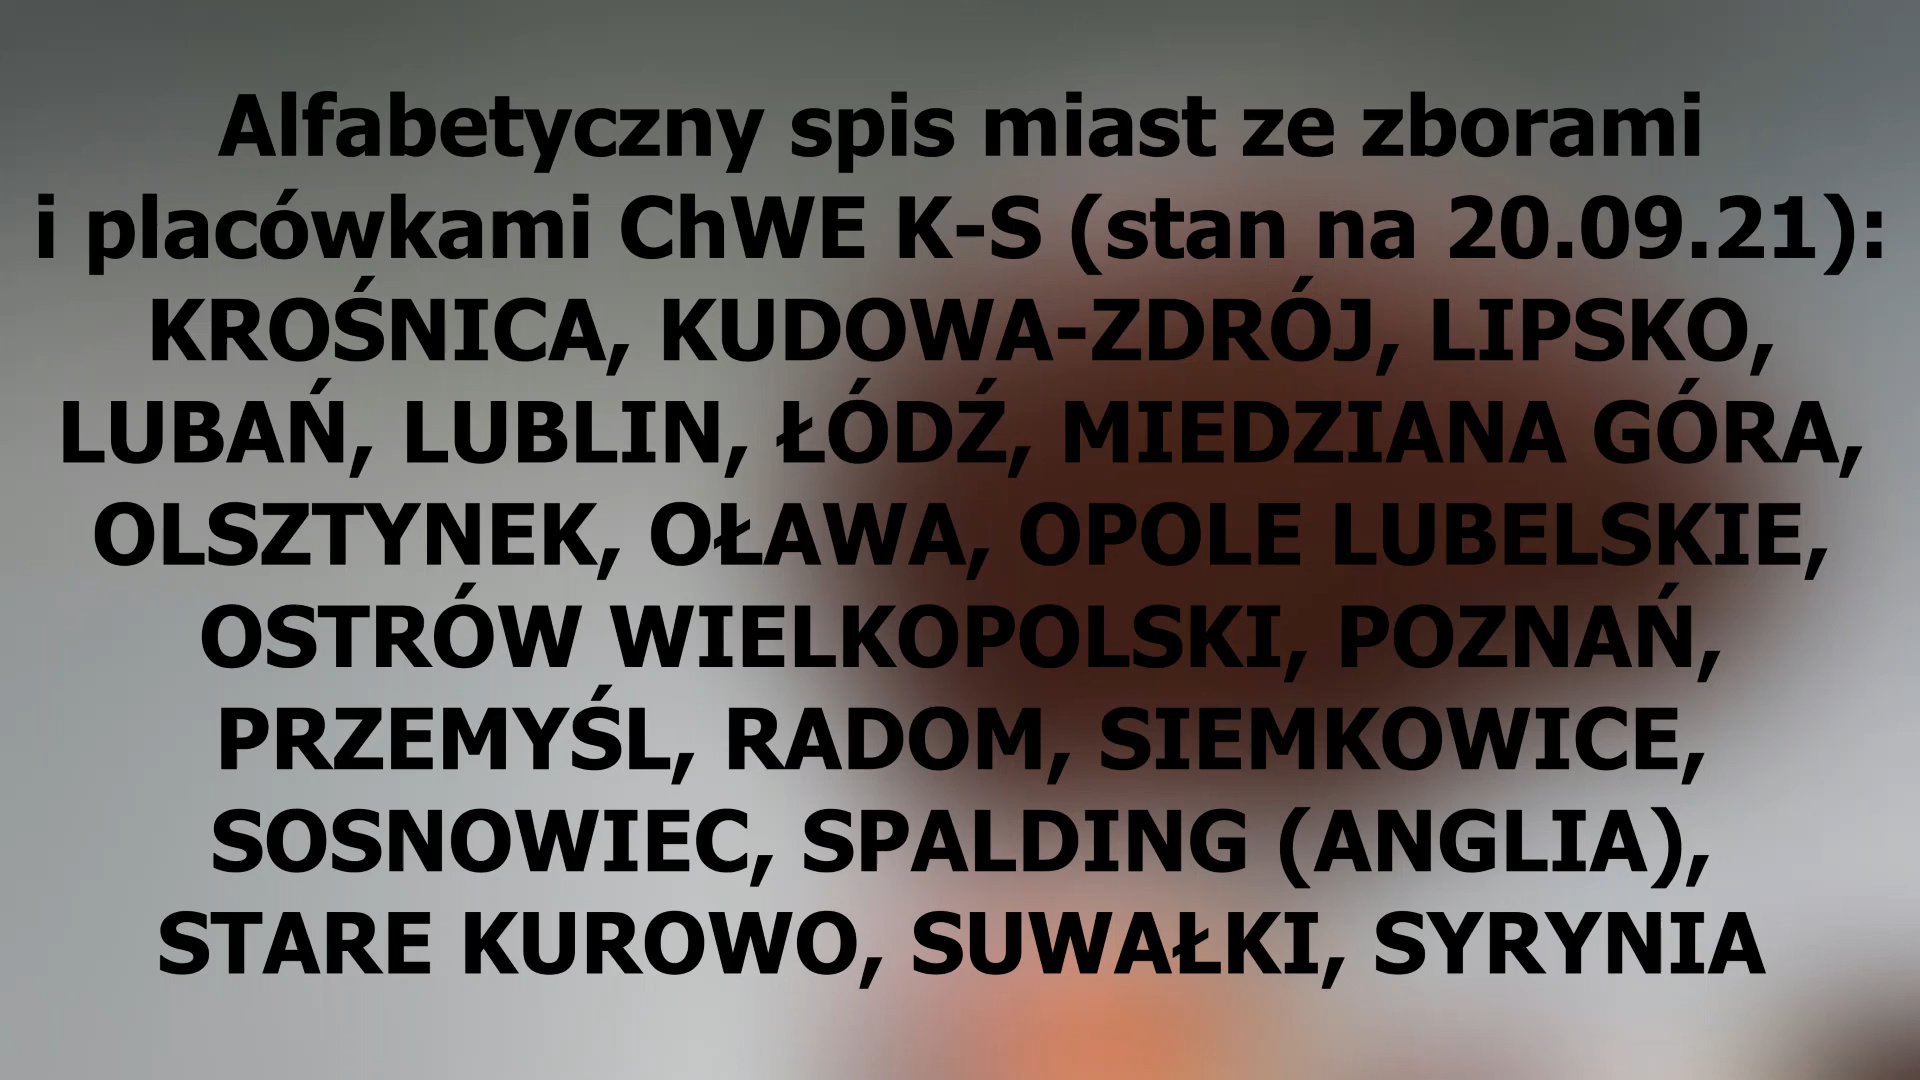 Alfabetyczny spis miast ze zborami
i placówkami ChWE K-S (stan na 20.09.21):
KROŚNICA, KUDOWA-ZDRÓJ, LIPSKO,
LUBAŃ, LUBLIN, ŁÓDŹ, MIEDZIANA GÓRA,
OLSZTYNEK, OŁAWA, OPOLE LUBELSKIE,
OSTRÓW WIELKOPOLSKI, POZNAŃ,
PRZEMYŚL, RADOM, SIEMKOWICE,
SOSNOWIEC, SPALDING (ANGLIA),
STARE KUROWO, SUWAŁKI, SYRYNIA